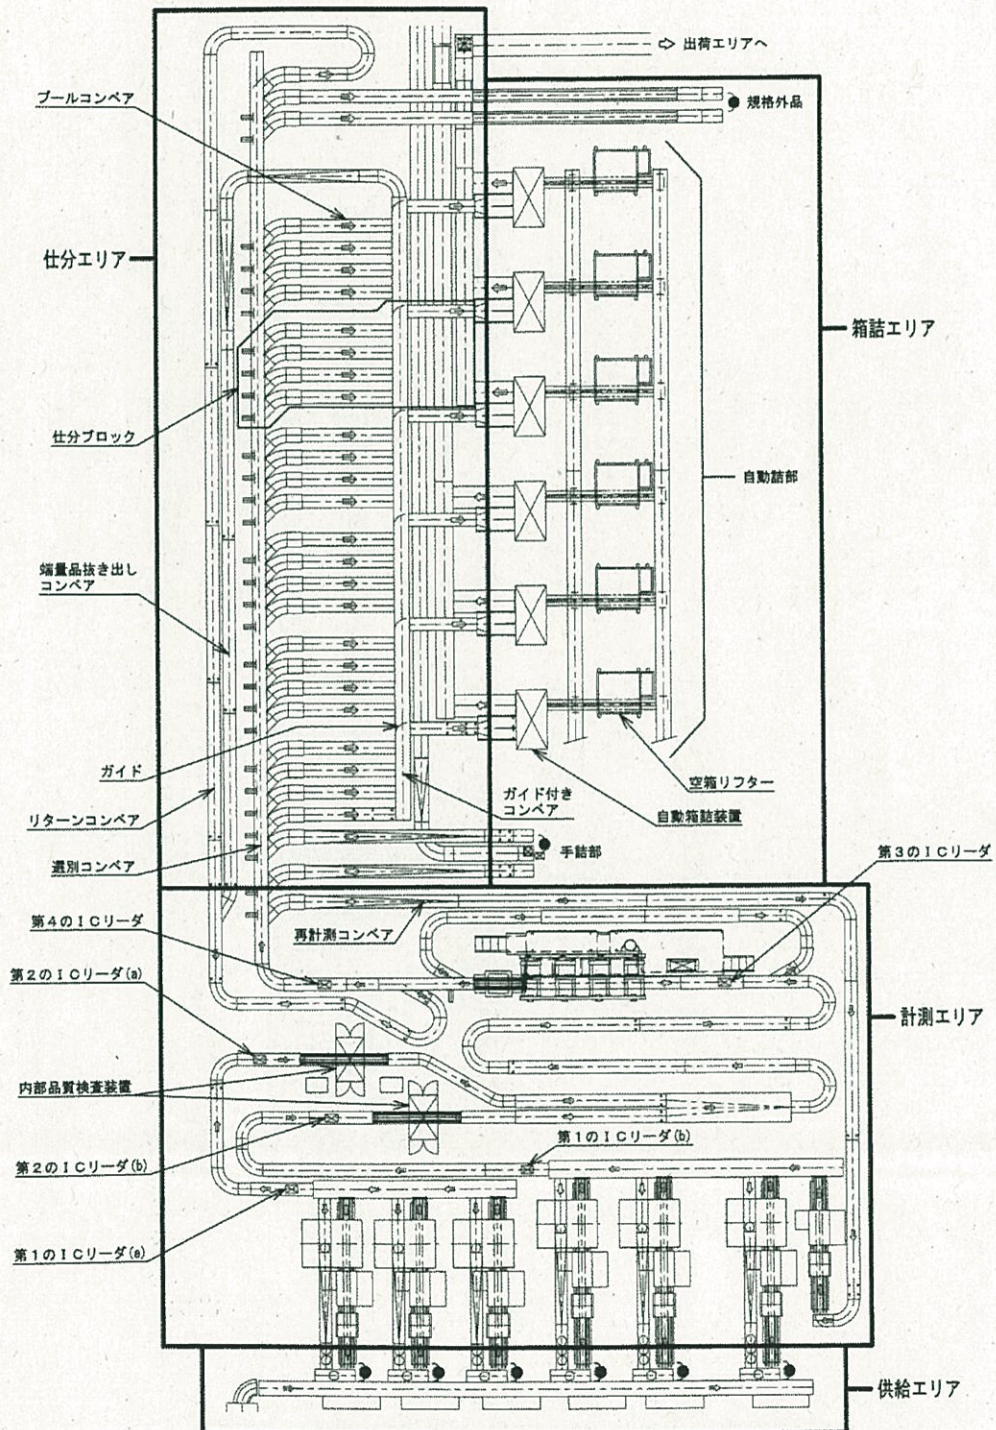 出荷エリアへ
プールコンベア
規格外品
仕分エリア
箱詰エリア
仕分ブロック
自動詰部
端量品抜き出し
コンベア
ガイド
ガイド付き
コンベア
空箱リフター
リターンコンベア
自動箱詰装置
選別コンベア
手詰部
第3のICリーダ
第4のICリーダ
再計測コンベア
第2のICリーダ(a)
計測エリア
内部品質検査装置
第1のICリーダ(b)
第2のICリーダ(b)
第1のICリーダ(a)
供給エリア